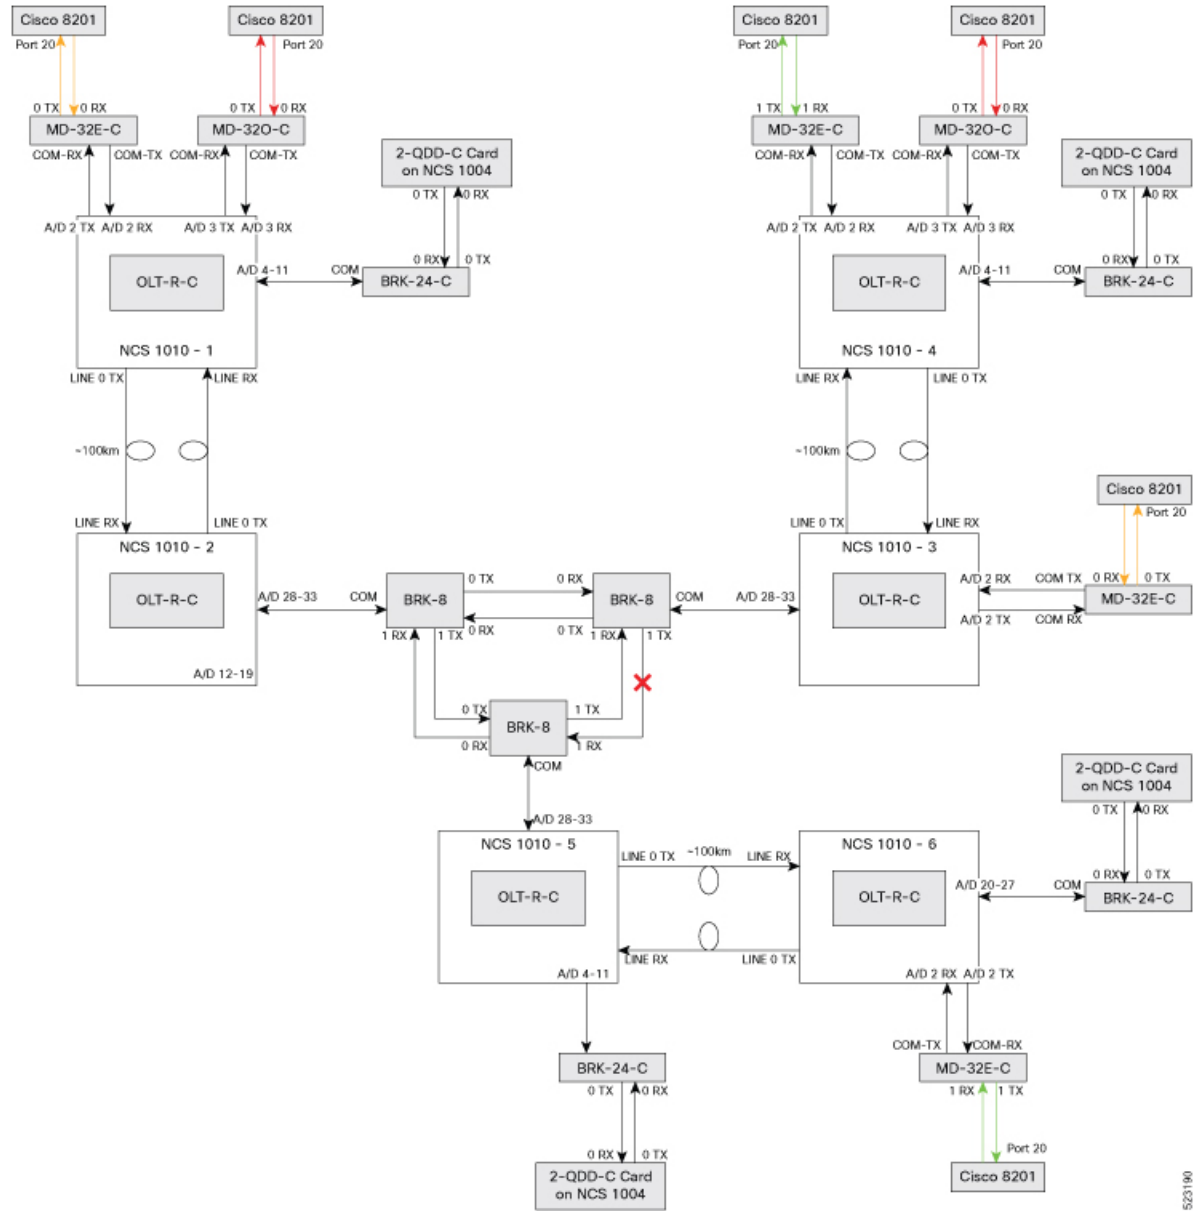 Cisco 8201
Cisco 8201
Cisco 8201
Cisco 8201
Port 20
Port 20
Port 20
Port 20
0 TX
0 RX
0 TX
0 RX
1 TX
1 RX
0 TX
0 RX
MD-32E-C
MD-32O-C
MD-32E-C
MD-32O-C
COM-RX
COM-TX
COM-RX
COM-TX
COM-RX
COM-TX
COM-RX
COM-TX
2-QDD-C Card
on NCS 1004
2-QDD-C Card
on NCS 1004
0 TX
0 RX
0 TX
0 RX
A/D 2 TX
A/D 2 RX
A/D 3 TX
A/D 3 RX
A/D 2 TX
A/D 2 RX
A/D 3 TX
A/D 3 RX
0 RX
0 TX
0 RX
0 TX
A/D 4-11
COM
A/D 4-11
COM
OLT-R-C
BRK-24-C
OLT-R-C
BRK-24-C
NCS 1010 - 1
NCS 1010 - 4
LINE 0 TX
LINE RX
LINE RX
LINE 0 TX
~100km
~100km
Cisco 8201
Port 20
LINE RX
LINE 0 TX
LINE 0 TX
LINE RX
NCS 1010 - 2
NCS 1010 - 3
0 TX
0 RX
A/D 2 RX
COM TX
0 RX
0 TX
OLT-R-C
A/D 28-33
COM
BRK-8
BRK-8
COM
A/D 28-33
OLT-R-C
MD-32E-C
A/D 2 TX
COM RX
0 RX
0 TX
1 RX
1 TX
1 RX
1 TX
A/D 12-19
0 TX
1 TX
BRK-8
0 RX
1 RX
COM
2-QDD-C Card
on NCS 1004
0 TX
0 RX
A/D 28-33
NCS 1010 - 5
NCS 1010 - 6
LINE 0 TX
~100km
LINE RX
0 RX
0 TX
A/D 20-27
COM
OLT-R-C
OLT-R-C
BRK-24-C
LINE RX
LINE 0 TX
A/D 4-11
A/D 2 RX
A/D 2 TX
COM-TX
COM-RX
BRK-24-C
MD-32E-C
0 TX
0 RX
1 RX
1 TX
0 RX
0 TX
Port 20
2-QDD-C Card
on NCS 1004
Cisco 8201
523190